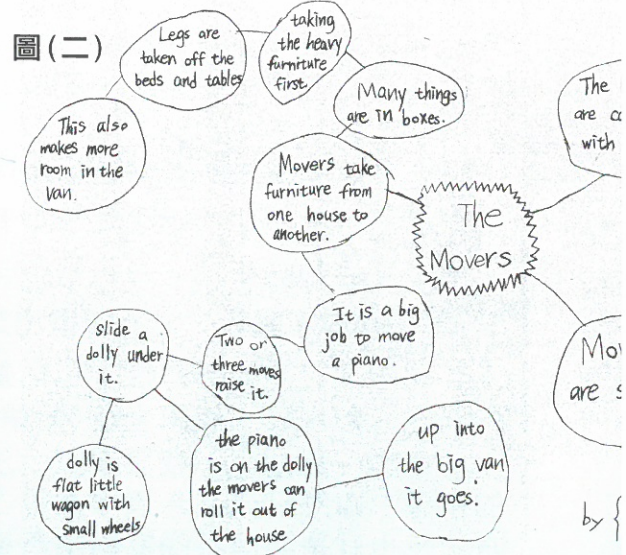 圖(二)
Legs are
taken off the
beds and tables
taking
the heavy
furniture
first.
Many things
are in boxes.
This also
makes more
room in the
van.
Movers take
furniture from
one house to
another.
The
Movers
The
are
with
It is a big
job to move
a piano.
Two or
three moves
raise it.
slide a
dolly under
it.
dolly is
flat little
wagon with
small wheels
the piano
is on the dolly
the movers can
roll it out of
the house
up into
the big van
it goes.
are
by {